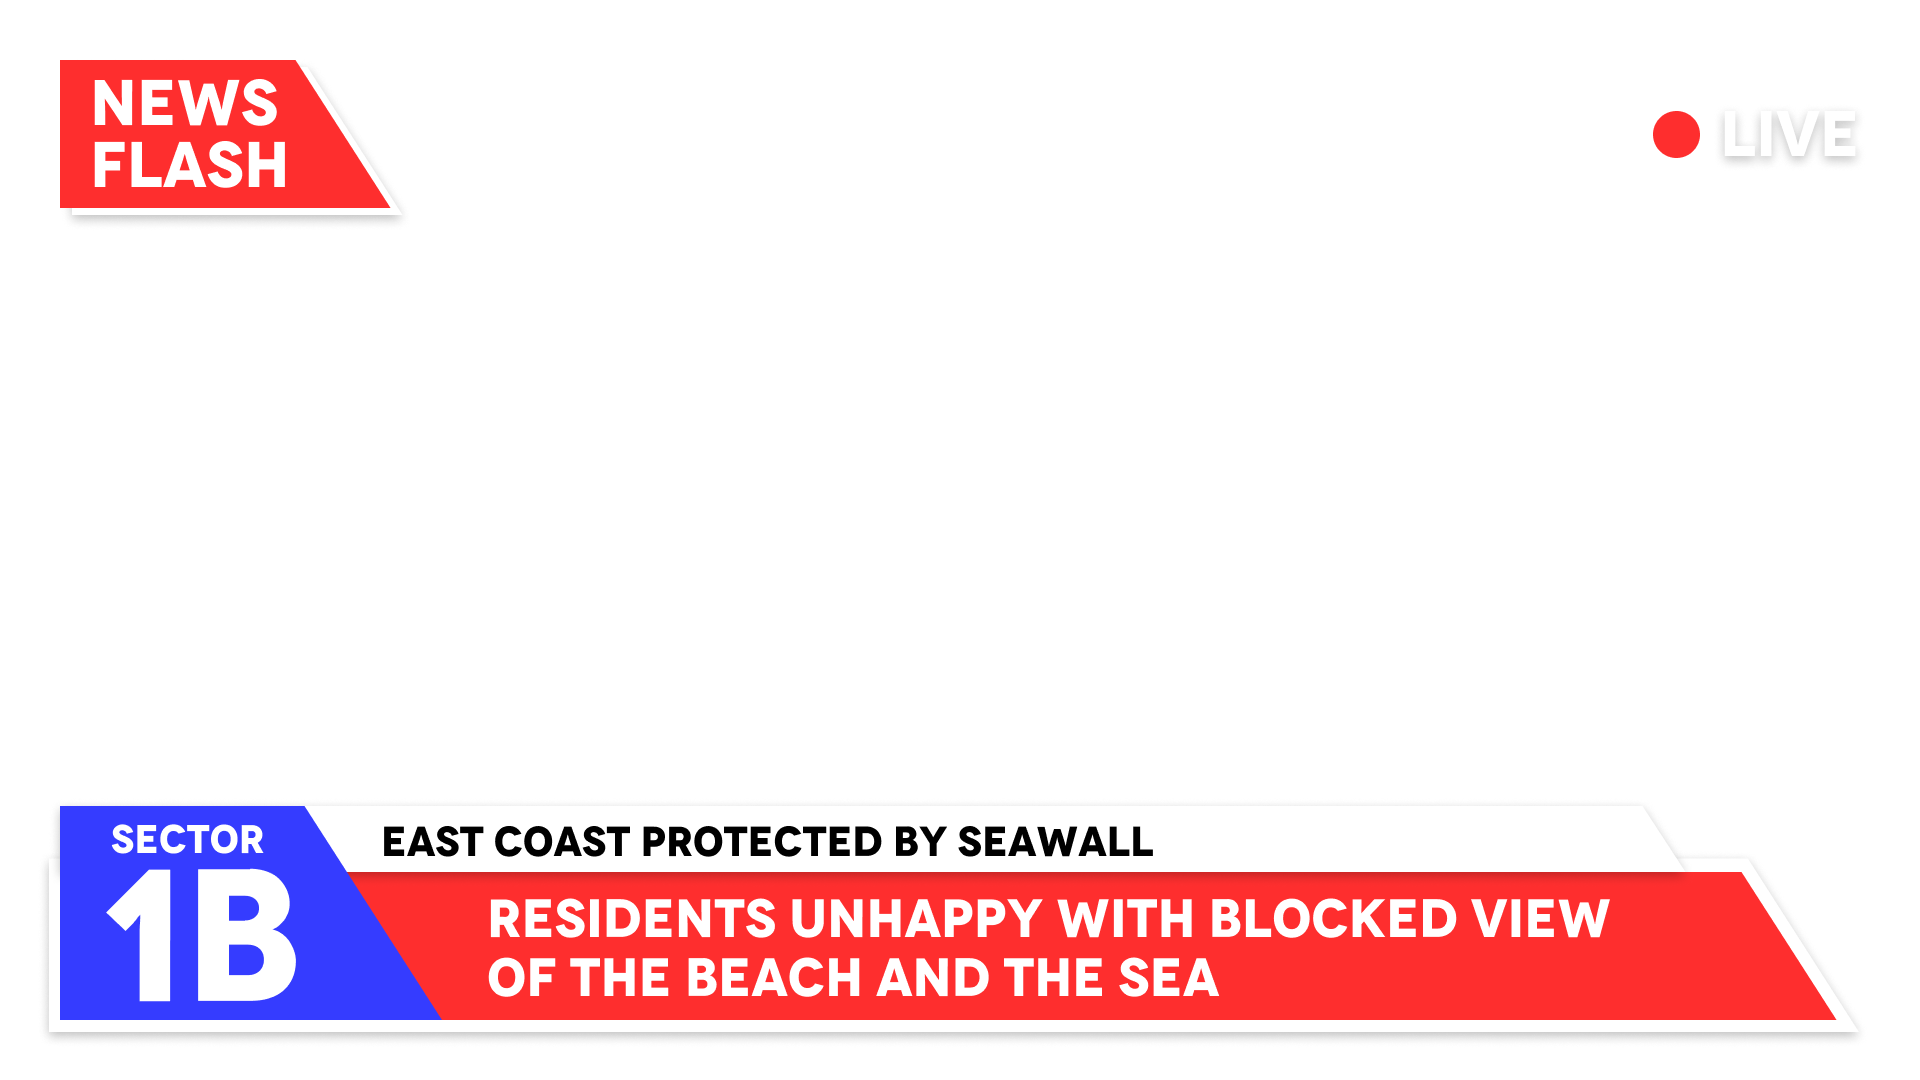 NEWS
FLASH
LIVE
SECTOR
1B
EAST COAST PROTECTED BY SEAWALL
RESIDENTS UNHAPPY WITH BLOCKED VIEW
OF THE BEACH AND THE SEA